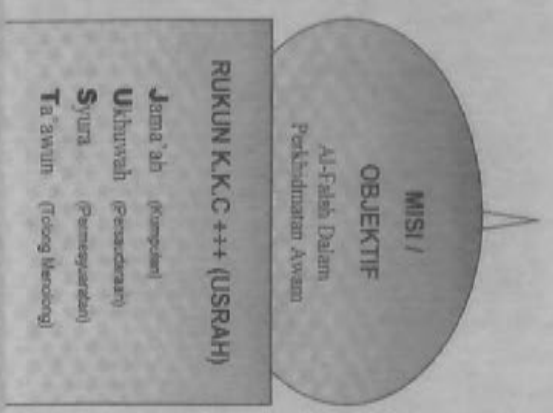 MISI /
OBJEKTIF
Al-Falah Dalam
Perkhidmatan Awam
RUKUN K.K.C +++ (USRAH)
Jama'ah (Kumpulan)
Ukhuwah (Persaudaraan)
Syura (Permesyuaratan)
Ta'awun (Tolong Menolong)